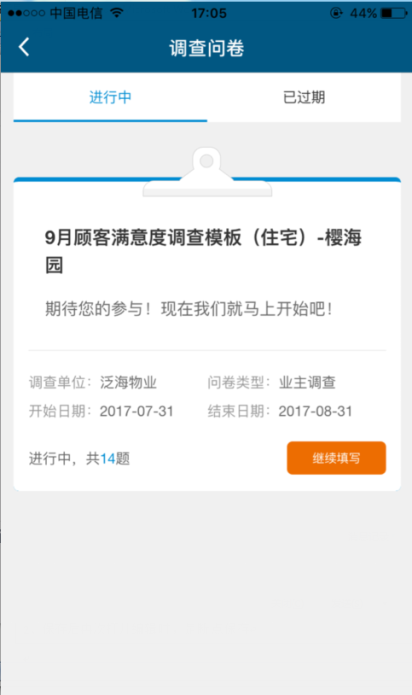 中国电信 17:05 44%
调查问卷
进行中 已过期
9月顾客满意度调查模板（住宅）-樱海
园
期待您的参与！现在我们就马上开始吧！
调查单位：泛海物业 问卷类型：业主调查
开始日期：2017-07-31 结束日期：2017-08-31
进行中，共14题 继续填写